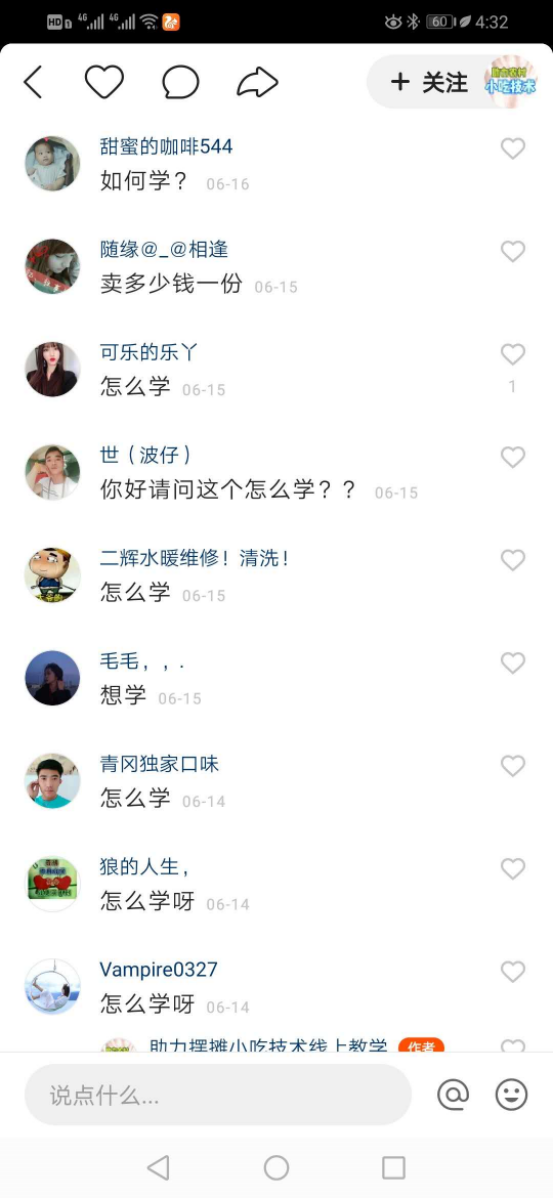 HD 4G 4G 60 4:32
+ 关注
小吃技术
甜蜜的咖啡544
如何学? 06-16
随缘@_@相逢
卖多少钱一份 06-15
可乐的乐丫
怎么学 06-15
1
世（波仔）
你好请问这个怎么学?? 06-15
二辉水暖维修！清洗！
怎么学 06-15
毛毛，，.
想学 06-15
青冈独家口味
怎么学 06-14
狼的人生，
怎么学呀 06-14
Vampire0327
怎么学呀 06-14
助力摆摊小吃技术线上教学 作者
说点什么...